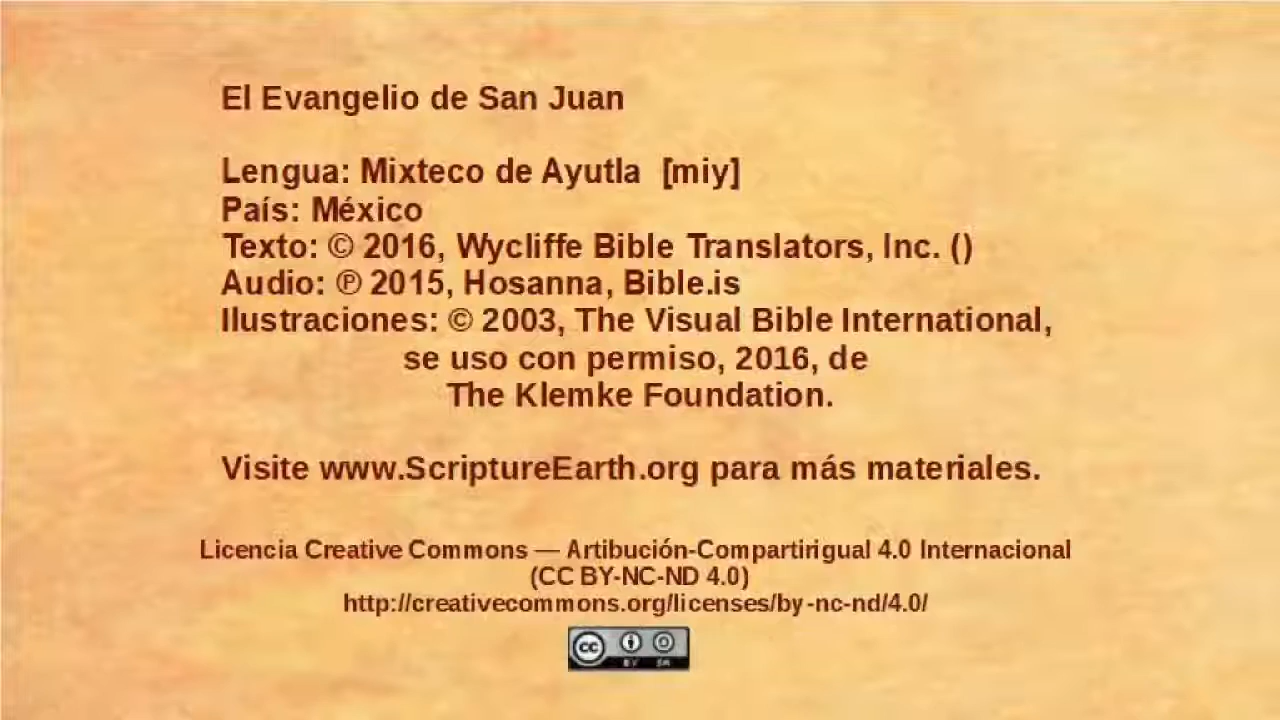 El Evangelio de San Juan
Lengua: Mixteco de Ayutla [miy]
País: México
Texto: © 2016, Wycliffe Bible Translators, Inc. ()
Audio: ℗ 2015, Hosanna, Bible.is
Ilustraciones: © 2003, The Visual Bible International,
se uso con permiso, 2016, de
The Klemke Foundation.
Visite www.ScriptureEarth.org para más materiales.
Licencia Creative Commons — Artibución-Compartirigual 4.0 Internacional
(CC BY-NC-ND 4.0)
http://creativecommons.org/licenses/by-nc-nd/4.0/
cc
BY SA